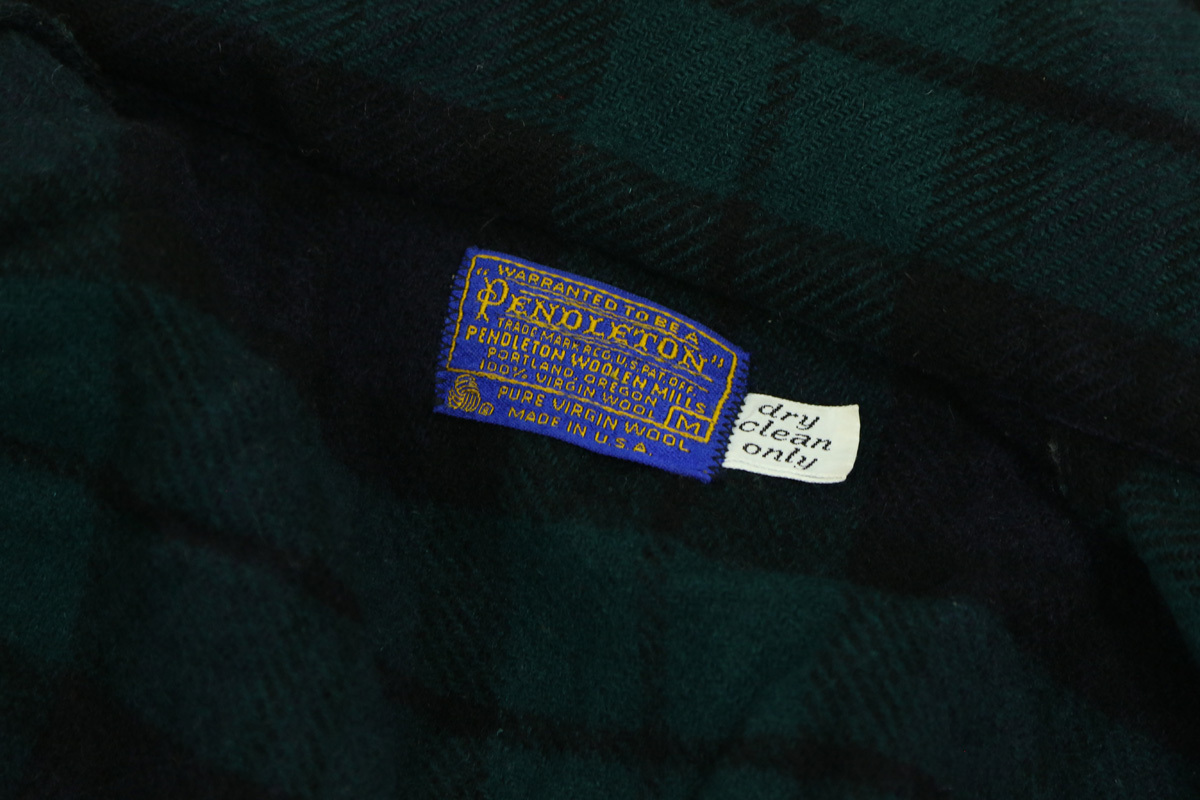 WARRANTED TO BE A
"PENDLETON"
TRADE MARK REG. U.S. PAT. OFF.
PENDLETON WOOLEN MILLS
PORTLAND, OREGON
100% VIRGIN WOOL
M
PURE VIRGIN WOOL
MADE IN U.S.A.
dry
clean
only